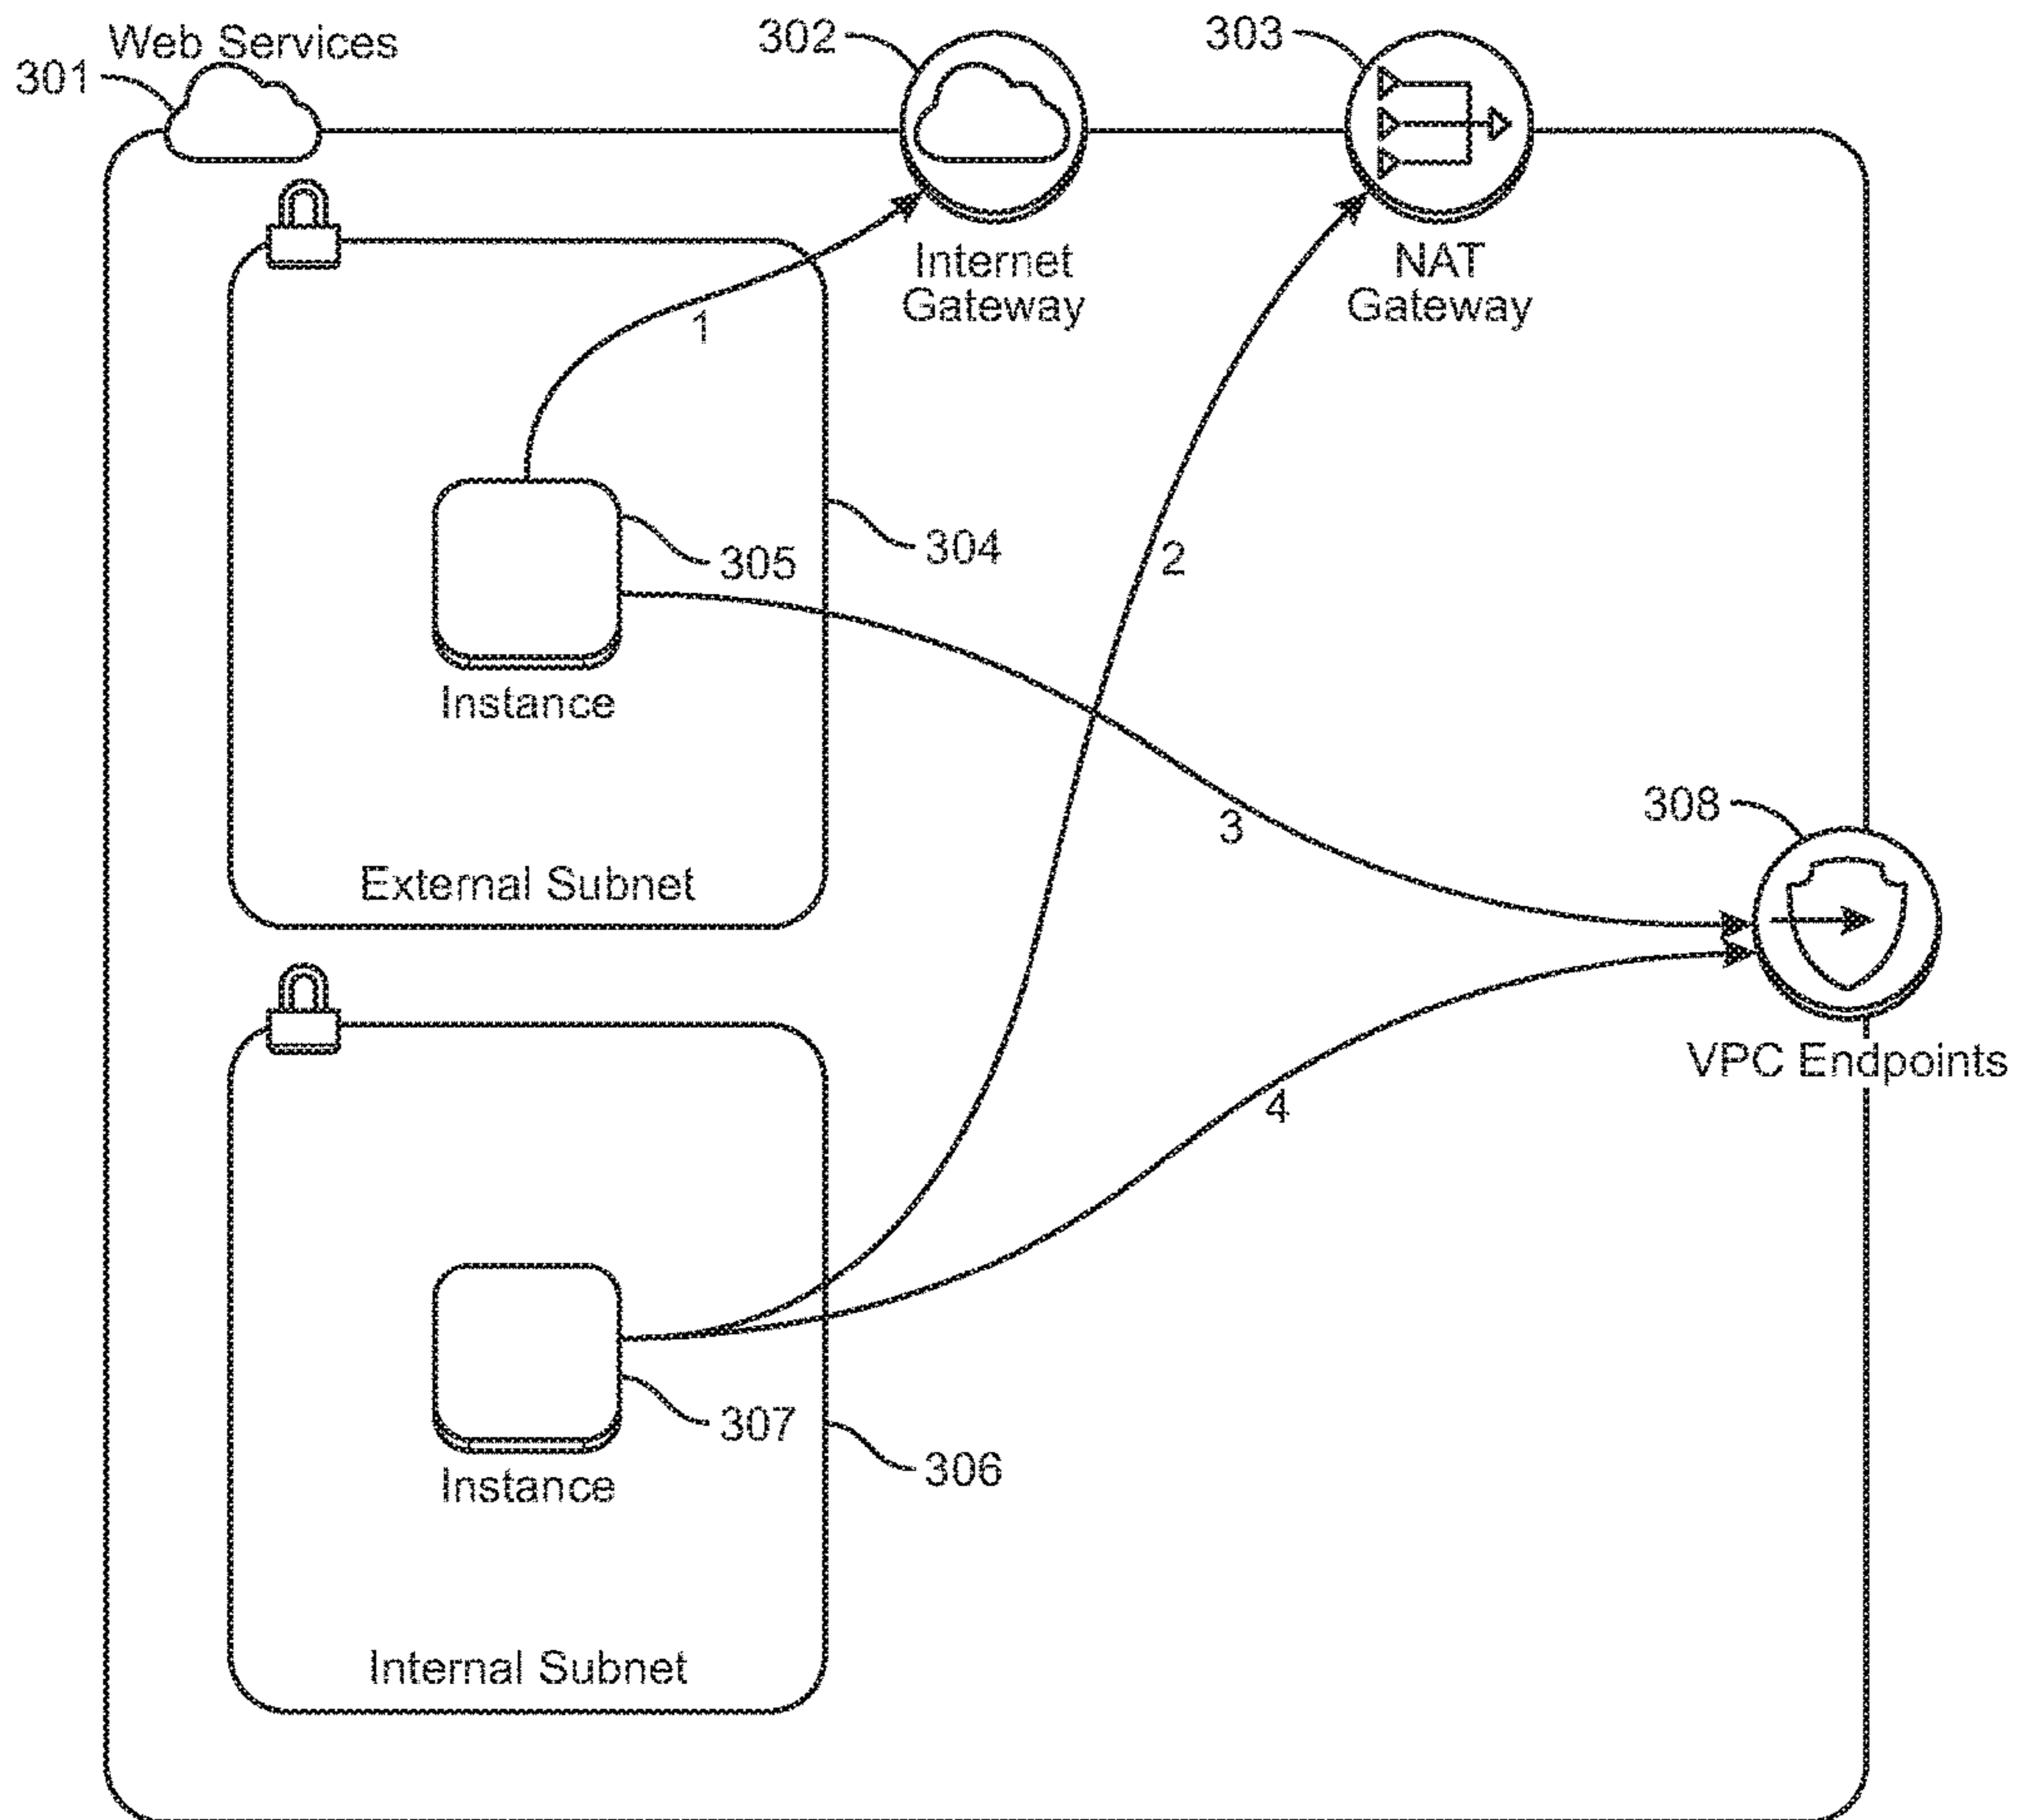 Web Services
301
302
303
Internet
Gateway
NAT
Gateway
1
305
304
2
Instance
3
308
External Subnet
VPC Endpoints
4
307
306
Instance
Internal Subnet